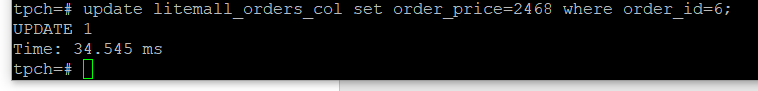 tpch=# update litemall_orders_col set order_price=2468 where order_id=6;
UPDATE 1
Time: 34.545 ms
tpch=#